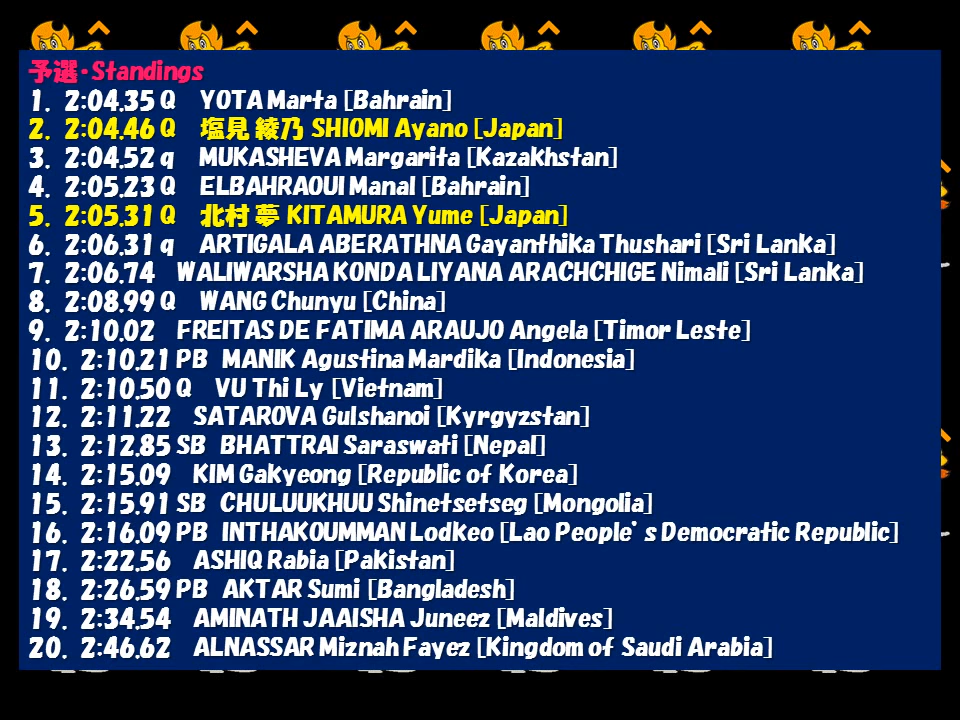 予選・Standings
1. 2:04.35 Q YOTA Marta [Bahrain]
2. 2:04.46 Q 塩見 綾乃 SHIOMI Ayano [Japan]
3. 2:04.52 q MUKASHEVA Margarita [Kazakhstan]
4. 2:05.23 Q ELBAHRAOUI Manal [Bahrain]
5. 2:05.31 Q 北村 夢 KITAMURA Yume [Japan]
6. 2:06.31 q ARTIGALA ABERATHNA Gayanthika Thushari [Sri Lanka]
7. 2:06.74 WALIWARSHA KONDA LIYANA ARACHCHIGE Nimali [Sri Lanka]
8. 2:08.99 Q WANG Chunyu [China]
9. 2:10.02 FREITAS DE FATIMA ARAUJO Angela [Timor Leste]
10. 2:10.21 PB MANIK Agustina Mardika [Indonesia]
11. 2:10.50 Q VU Thi Ly [Vietnam]
12. 2:11.22 SATAROVA Gulshanoi [Kyrgyzstan]
13. 2:12.85 SB BHATTRAI Saraswati [Nepal]
14. 2:15.09 KIM Gakyeong [Republic of Korea]
15. 2:15.91 SB CHULUUKHUU Shinetsetseg [Mongolia]
16. 2:16.09 PB INTHAKOUMMAN Lodkeo [Lao People’s Democratic Republic]
17. 2:22.56 ASHIQ Rabia [Pakistan]
18. 2:26.59 PB AKTAR Sumi [Bangladesh]
19. 2:34.54 AMINATH JAAISHA Juneez [Maldives]
20. 2:46.62 ALNASSAR Miznah Fayez [Kingdom of Saudi Arabia]